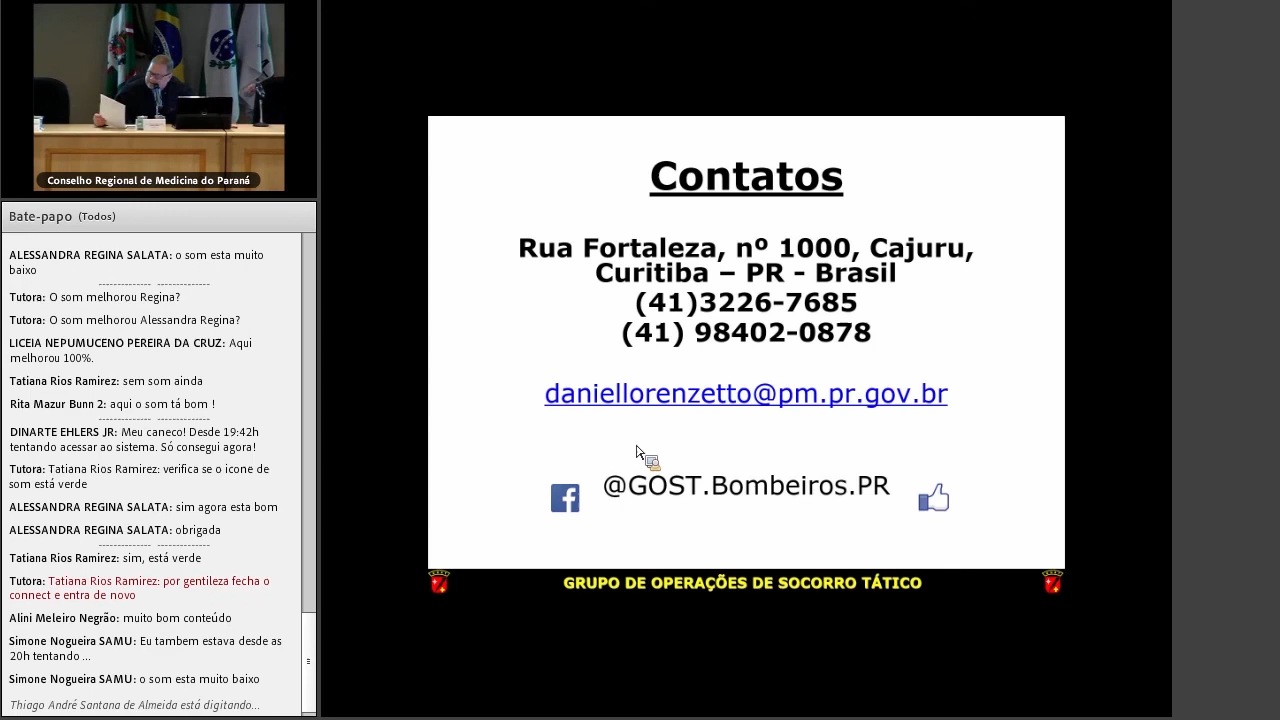 Conselho Regional de Medicina do Paraná
Bate-papo (Todos)
ALESSANDRA REGINA SALATA: o som esta muito
baixo
-------------- --------------
Tutora: O som melhorou Regina?
Tutora: O som melhorou Alessandra Regina?
LICEIA NEPUMUCENO PEREIRA DA CRUZ: Aqui
melhorou 100%.
Tatiana Rios Ramirez: sem som ainda
Rita Mazur Bunn 2: aqui o som tá bom !
-------------- --------------
DINARTE EHLERS JR: Meu caneco! Desde 19:42h
tentando acessar ao sistema. Só consegui agora!
Tutora: Tatiana Rios Ramirez: verifica se o icone de
som está verde
ALESSANDRA REGINA SALATA: sim agora esta bom
ALESSANDRA REGINA SALATA: obrigada
-------------- --------------
Tatiana Rios Ramirez: sim, está verde
Tutora: Tatiana Rios Ramirez: por gentileza fecha o
connect e entra de novo
Alini Meleiro Negrão: muito bom conteúdo
Simone Nogueira SAMU: Eu tambem estava desde as
20h tentando ...
Simone Nogueira SAMU: o som esta muito baixo
Thiago André Santana de Almeida está digitando...
Contatos
Rua Fortaleza, nº 1000, Cajuru,
Curitiba – PR - Brasil
(41)3226-7685
(41) 98402-0878
daniellorenzetto@pm.pr.gov.br
@GOST.Bombeiros.PR
GRUPO DE OPERAÇÕES DE SOCORRO TÁTICO